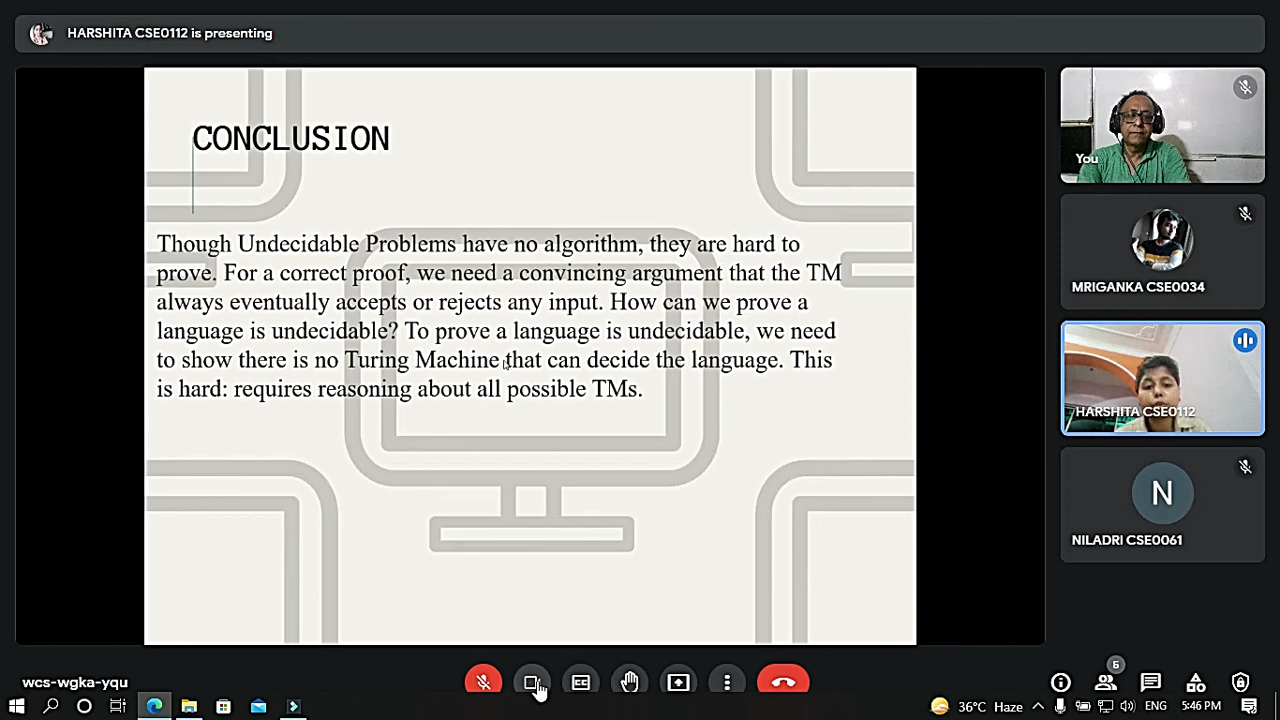 HARSHITA CSE0112 is presenting
CONCLUSION
Though Undecidable Problems have no algorithm, they are hard to
prove. For a correct proof, we need a convincing argument that the TM
always eventually accepts or rejects any input. How can we prove a
language is undecidable? To prove a language is undecidable, we need
to show there is no Turing Machine that can decide the language. This
is hard: requires reasoning about all possible TMs.
You
MRIGANKA CSE0034
HARSHITA CSE0112
N
NILADRI CSE0061
wcs-wgka-yqu
CC
6
36°C Haze
ENG
5:46 PM